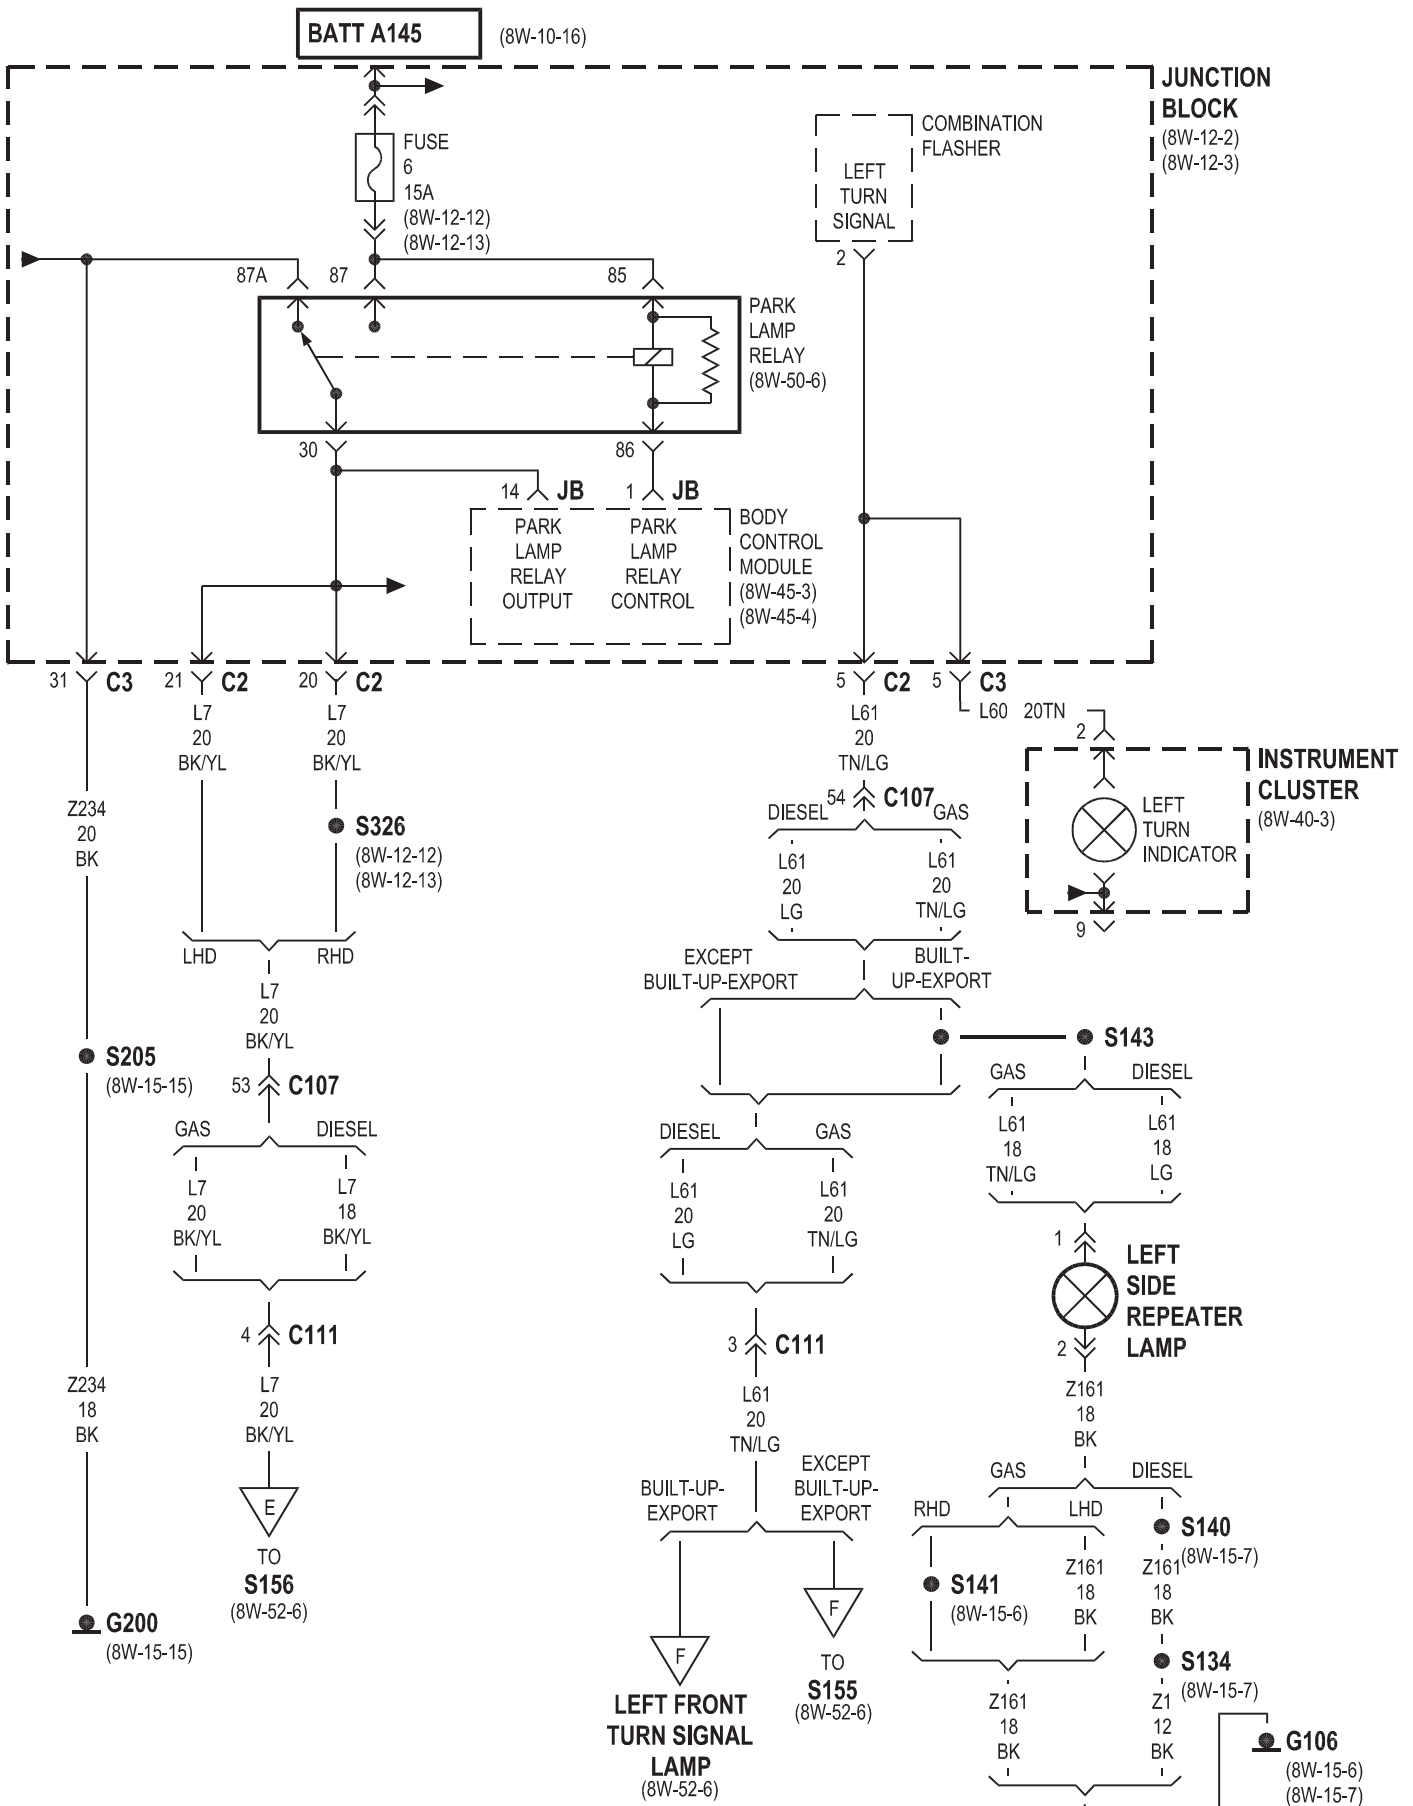 BATT A145
(8W-10-16)
JUNCTION
BLOCK
(8W-12-2)
(8W-12-3)
FUSE
6
15A
(8W-12-12)
(8W-12-13)
COMBINATION
FLASHER
LEFT
TURN
SIGNAL
2
87A
87
85
PARK
LAMP
RELAY
(8W-50-6)
30
86
14
JB
1
JB
PARK
LAMP
RELAY
OUTPUT
PARK
LAMP
RELAY
CONTROL
BODY
CONTROL
MODULE
(8W-45-3)
(8W-45-4)
31
C3
21
C2
20
C2
5
C2
5
C3
L7
20
BK/YL
L7
20
BK/YL
L61
20
TN/LG
L60
20TN
2
INSTRUMENT
CLUSTER
(8W-40-3)
LEFT
TURN
INDICATOR
9
Z234
20
BK
S326
(8W-12-12)
(8W-12-13)
54
C107
DIESEL
GAS
L61
20
LG
L61
20
TN/LG
LHD
RHD
EXCEPT
BUILT-UP-EXPORT
BUILT-
UP-EXPORT
L7
20
BK/YL
S205
(8W-15-15)
53
C107
S143
GAS
DIESEL
GAS
DIESEL
DIESEL
GAS
L61
18
TN/LG
L61
18
LG
L7
20
BK/YL
L7
18
BK/YL
L61
20
LG
L61
20
TN/LG
1
LEFT
SIDE
REPEATER
LAMP
2
4
C111
3
C111
Z234
18
BK
L7
20
BK/YL
L61
20
TN/LG
Z161
18
BK
E
TO
S156
(8W-52-6)
BUILT-UP-
EXPORT
EXCEPT
BUILT-UP-
EXPORT
GAS
DIESEL
RHD
LHD
S140
(8W-15-7)
S141
(8W-15-6)
Z161
18
BK
Z161
18
BK
G200
(8W-15-15)
F
F
LEFT FRONT
TURN SIGNAL
LAMP
(8W-52-6)
TO
S155
(8W-52-6)
S134
(8W-15-7)
Z161
18
BK
Z1
12
BK
G106
(8W-15-6)
(8W-15-7)